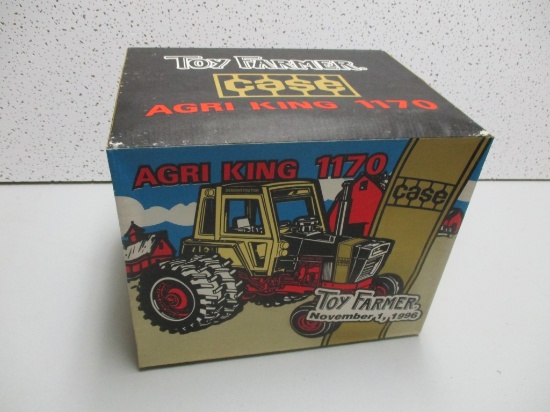 TOY FARMER
case
AGRI KING 1170
AGRI KING 1170
case
TOY FARMER
November 1, 1996